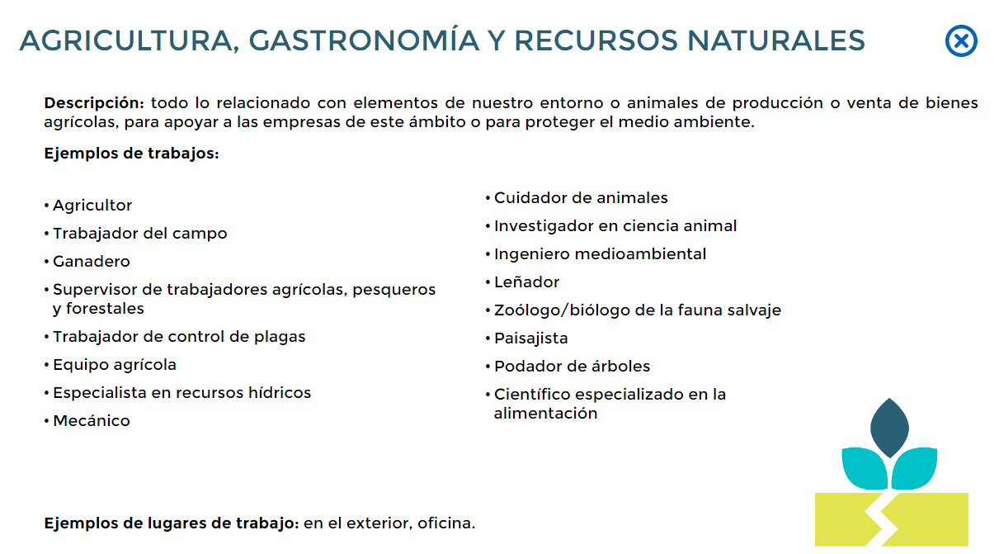 AGRICULTURA, GASTRONOMÍA Y RECURSOS NATURALES
Descripción: todo lo relacionado con elementos de nuestro entorno o animales de producción o venta de bienes
agrícolas, para apoyar a las empresas de este ámbito o para proteger el medio ambiente.
Ejemplos de trabajos:
• Agricultor
• Trabajador del campo
• Ganadero
• Supervisor de trabajadores agrícolas, pesqueros
y forestales
• Trabajador de control de plagas
• Equipo agrícola
• Especialista en recursos hídricos
• Mecánico
• Cuidador de animales
• Investigador en ciencia animal
• Ingeniero medioambiental
• Leñador
• Zoólogo/biólogo de la fauna salvaje
• Paisajista
• Podador de árboles
• Científico especializado en la
alimentación
Ejemplos de lugares de trabajo: en el exterior, oficina.